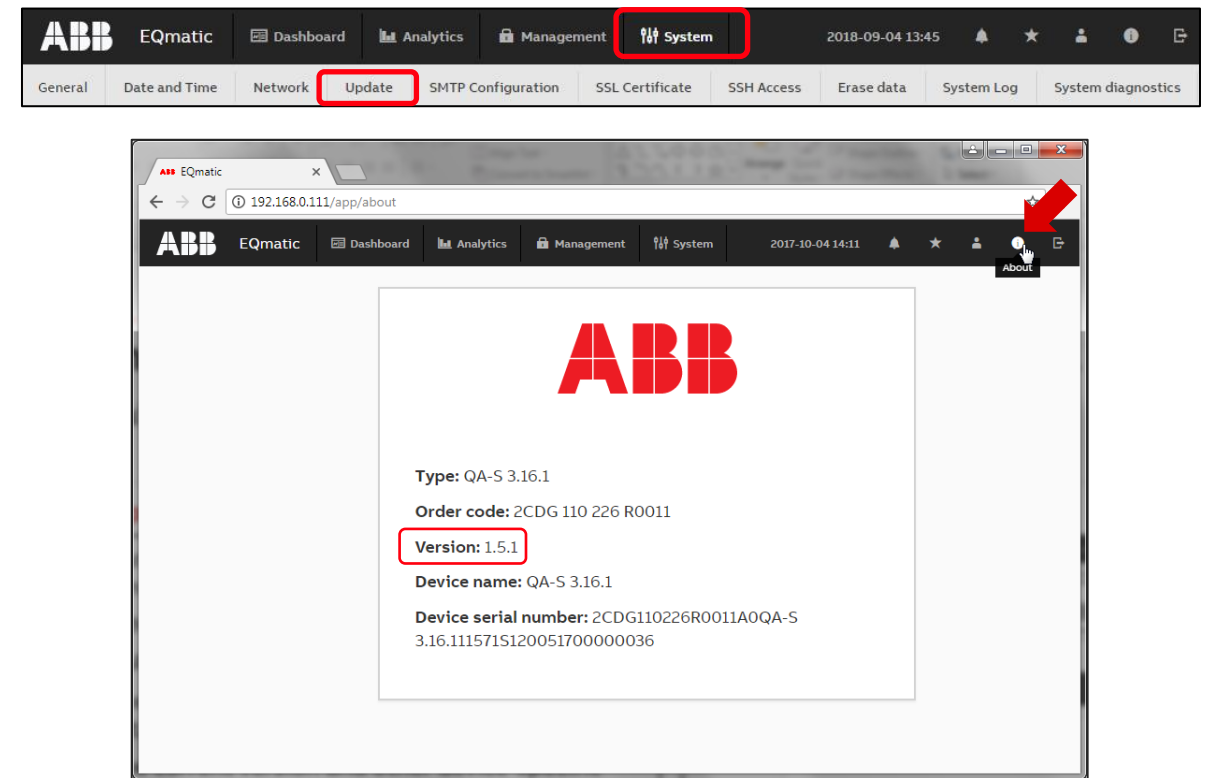 ABB EQmatic Dashboard Analytics Management System 2018-09-04 13:45
General Date and Time Network Update SMTP Configuration SSL Certificate SSH Access Erase data System Log System diagnostics
ABB EQmatic
192.168.0.111/app/about
ABB EQmatic Dashboard Analytics Management System 2017-10-04 14:11
About
ABB
Type: QA-S 3.16.1
Order code: 2CDG 110 226 R0011
Version: 1.5.1
Device name: QA-S 3.16.1
Device serial number: 2CDG110226R0011A0QA-S
3.16.111571S120051700000036